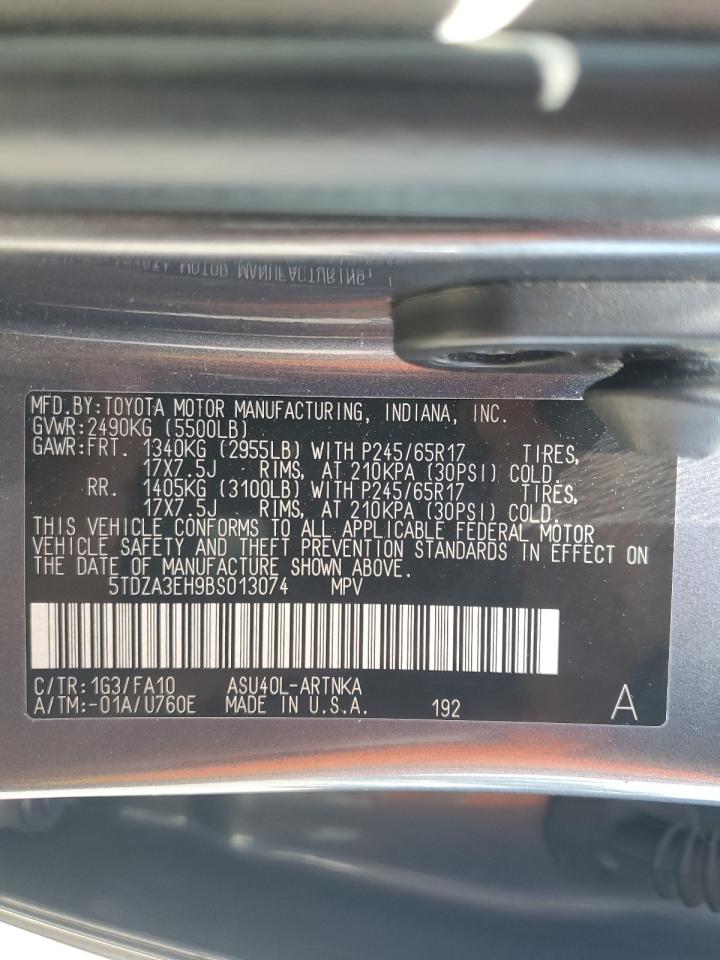 MFD.BY:TOYOTA MOTOR MANUFACTURING, INDIANA, INC.
GVWR:2490KG (5500LB)
GAWR:FRT. 1340KG (2955LB) WITH P245/65R17 TIRES,
17X7.5J RIMS, AT 210KPA (30PSI) COLD.
RR. 1405KG (3100LB) WITH P245/65R17 TIRES,
17X7.5J RIMS, AT 210KPA (30PSI) COLD.
THIS VEHICLE CONFORMS TO ALL APPLICABLE FEDERAL MOTOR
VEHICLE SAFETY AND THEFT PREVENTION STANDARDS IN EFFECT ON
THE DATE OF MANUFACTURE SHOWN ABOVE.
5TDZA3EH9BS013074 MPV
C/TR:1G3/FA10 ASU40L-ARTNKA
A/TM:-01A/U760E MADE IN U.S.A. 192 A